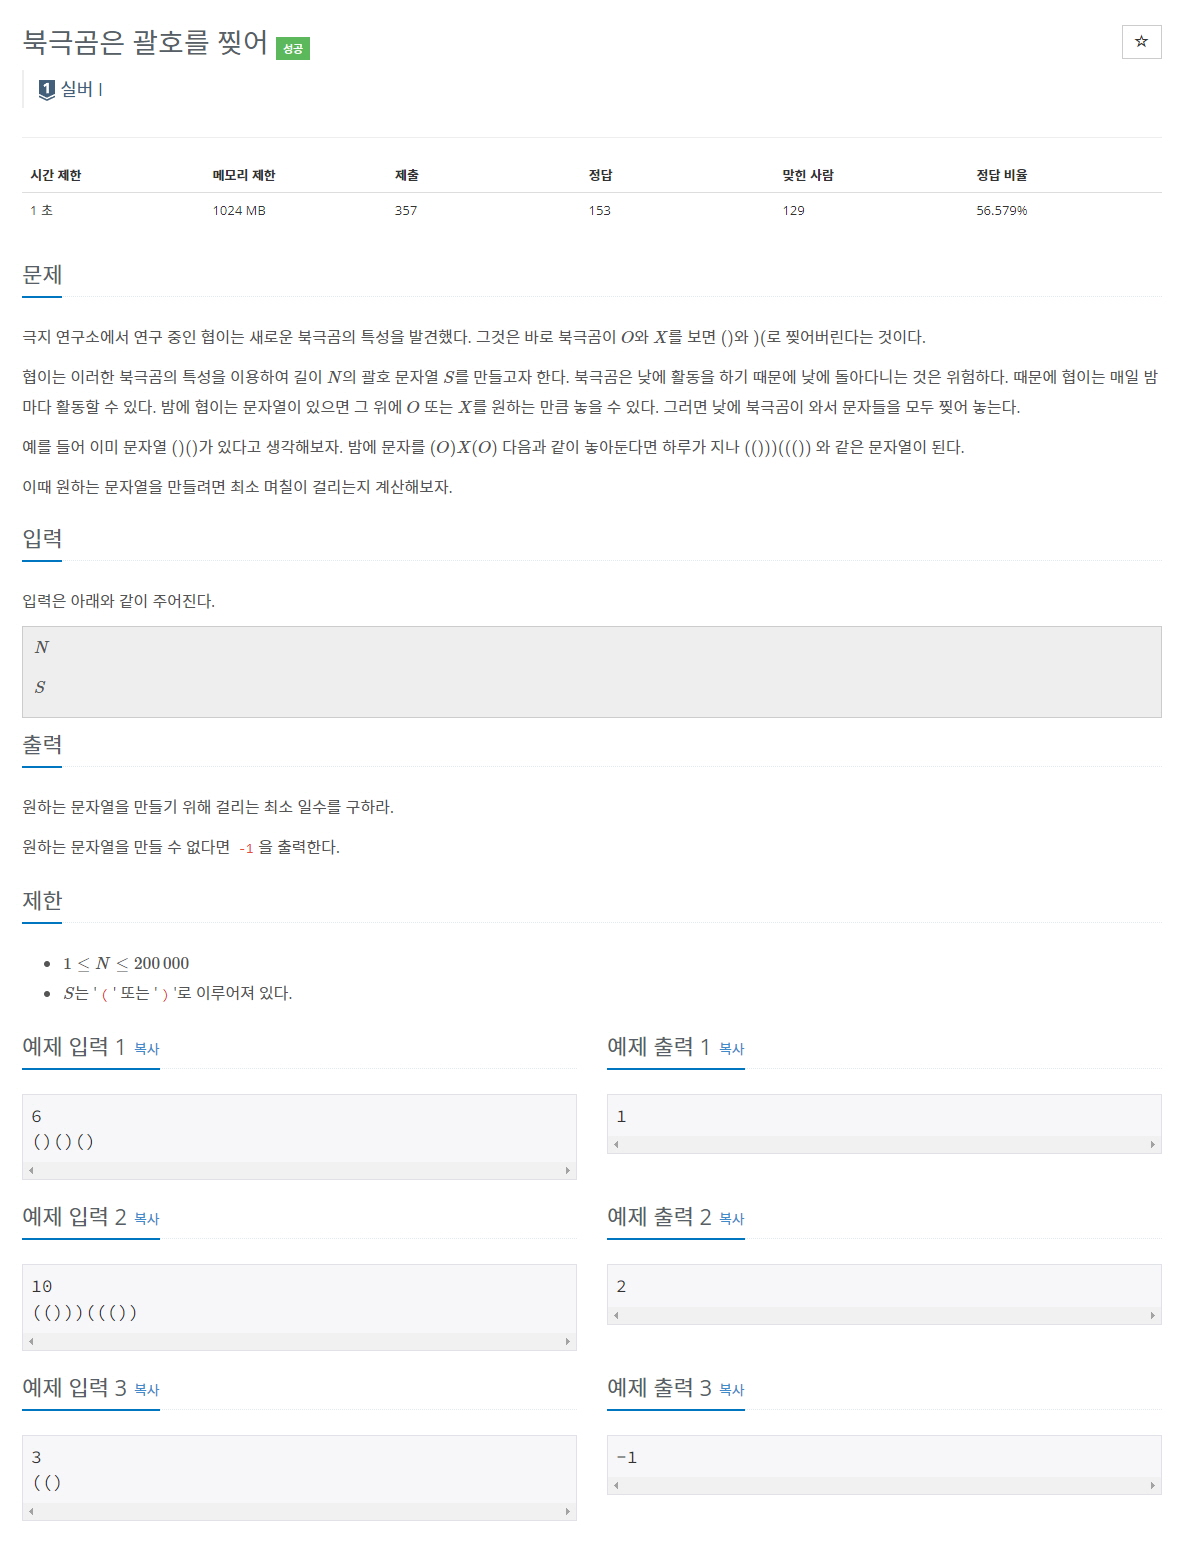 북극곰은 괄호를 찢어 성공
☆
1 실버 I
시간 제한 메모리 제한 제출 정답 맞힌 사람 정답 비율
1 초 1024 MB 357 153 129 56.579%
문제
극지 연구소에서 연구 중인 협이는 새로운 북극곰의 특성을 발견했다. 그것은 바로 북극곰이 O와 X를 보면 ()와 )(로 찢어버린다는 것이다.
협이는 이러한 북극곰의 특성을 이용하여 길이 N의 괄호 문자열 S를 만들고자 한다. 북극곰은 낮에 활동을 하기 때문에 낮에 돌아다니는 것은 위험하다. 때문에 협이는 매일 밤
마다 활동할 수 있다. 밤에 협이는 문자열이 있으면 그 위에 O 또는 X를 원하는 만큼 놓을 수 있다. 그러면 낮에 북극곰이 와서 문자들을 모두 찢어 놓는다.
예를 들어 이미 문자열 ()()가 있다고 생각해보자. 밤에 문자를 (O)X(O) 다음과 같이 놓아둔다면 하루가 지나 (()))((()) 와 같은 문자열이 된다.
이때 원하는 문자열을 만들려면 최소 며칠이 걸리는지 계산해보자.
입력
입력은 아래와 같이 주어진다.
N
S
출력
원하는 문자열을 만들기 위해 걸리는 최소 일수를 구하라.
원하는 문자열을 만들 수 없다면 -1 을 출력한다.
제한
• 1 ≤ N ≤ 200 000
• S는 '(' 또는 ')'로 이루어져 있다.
예제 입력 1 복사
6
()()()
예제 출력 1 복사
1
예제 입력 2 복사
10
(()))((())
예제 출력 2 복사
2
예제 입력 3 복사
3
(()
예제 출력 3 복사
-1